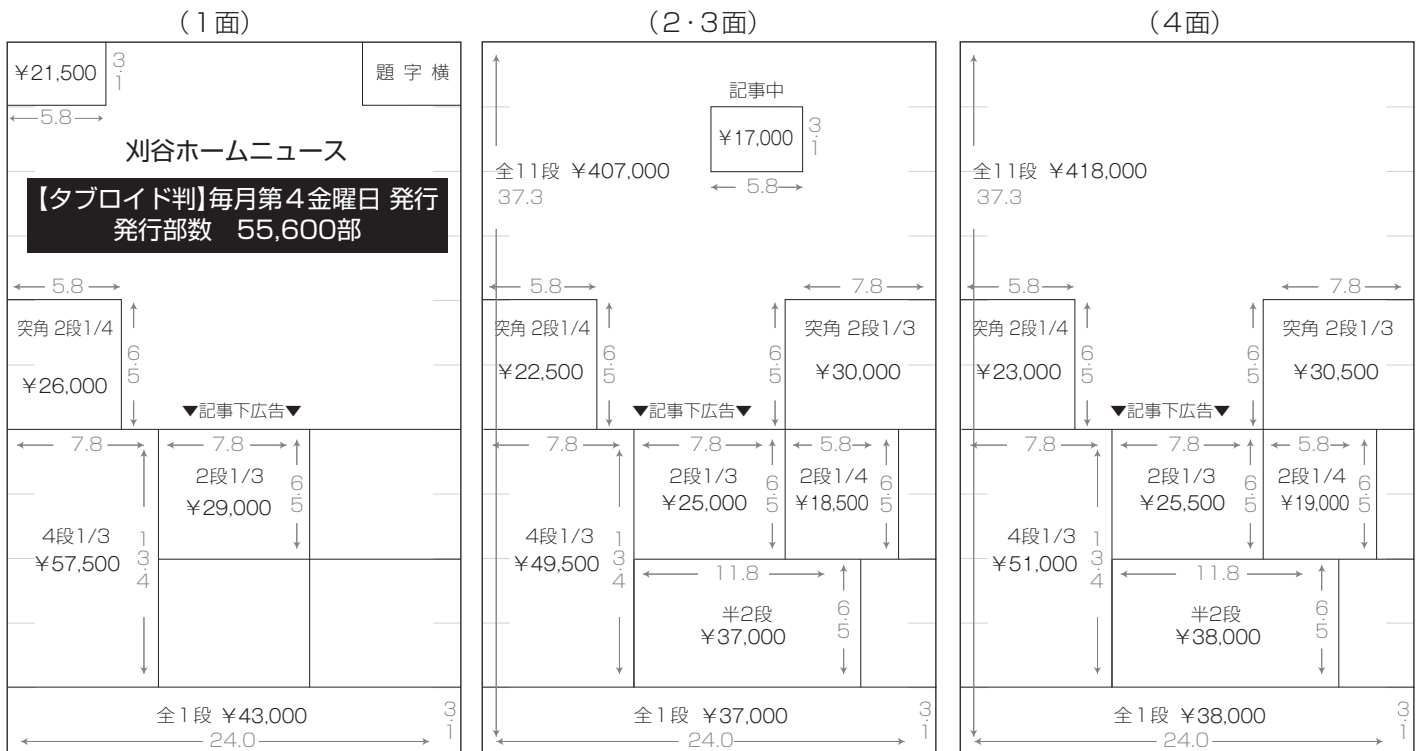 （1面）
¥21,500
3.1
5.8
題 字 横
刈谷ホームニュース
【タブロイド判】毎月第４金曜日 発行
発行部数　55,600部
5.8
突角 2段1/4
¥26,000
6.5
▼記事下広告▼
7.8
4段1/3
¥57,500
13.4
7.8
2段1/3
¥29,000
6.5
全1段 ¥43,000
3.1
24.0
（2･3面）
記事中
¥17,000
3.1
5.8
全11段 ¥407,000
37.3
5.8
突角 2段1/4
¥22,500
6.5
7.8
突角 2段1/3
¥30,000
6.5
▼記事下広告▼
7.8
4段1/3
¥49,500
13.4
7.8
2段1/3
¥25,000
6.5
5.8
2段1/4
¥18,500
6.5
11.8
半2段
¥37,000
6.5
全1段 ¥37,000
3.1
24.0
（4面）
全11段 ¥418,000
37.3
5.8
突角 2段1/4
¥23,000
6.5
7.8
突角 2段1/3
¥30,500
6.5
▼記事下広告▼
7.8
4段1/3
¥51,000
13.4
7.8
2段1/3
¥25,500
6.5
5.8
2段1/4
¥19,000
6.5
11.8
半2段
¥38,000
6.5
全1段 ¥38,000
3.1
24.0